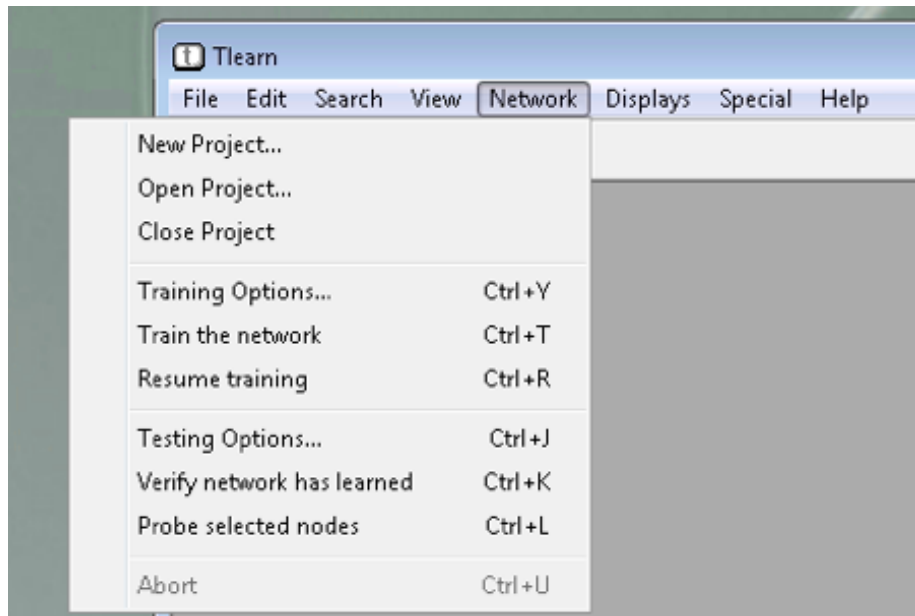 Tlearn
File Edit Search View Network Displays Special Help
New Project...
Open Project...
Close Project
Training Options... Ctrl+Y
Train the network Ctrl+T
Resume training Ctrl+R
Testing Options... Ctrl+J
Verify network has learned Ctrl+K
Probe selected nodes Ctrl+L
Abort Ctrl+U